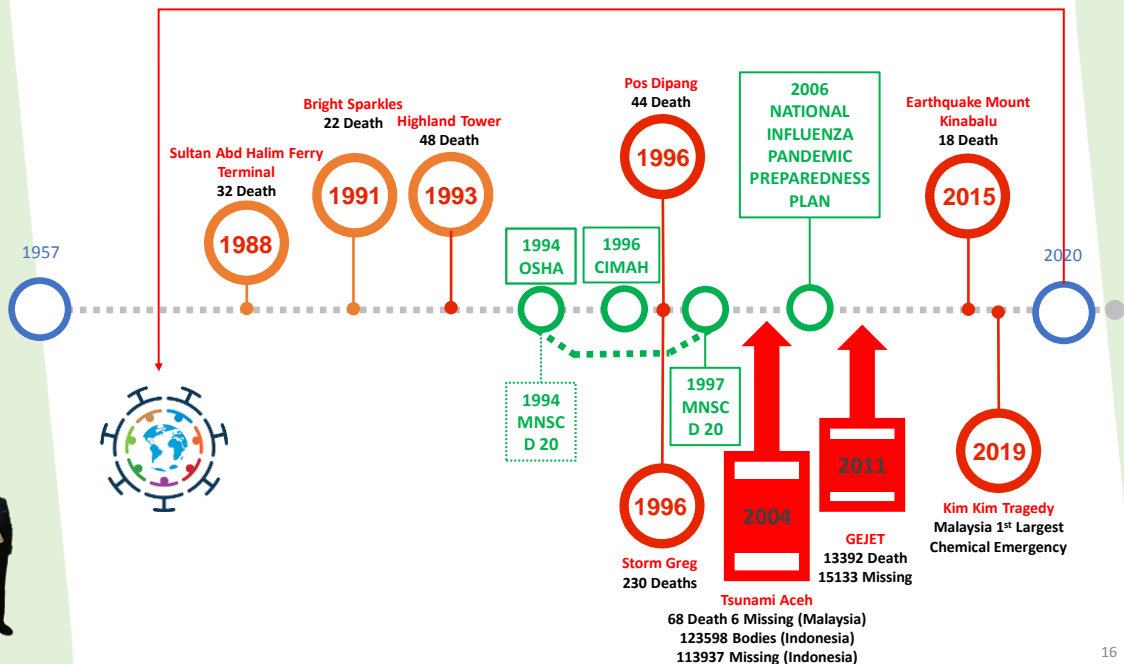 1957
Sultan Abd Halim Ferry
Terminal
32 Death
1988
Bright Sparkles
22 Death
1991
Highland Tower
48 Death
1993
1994
OSHA
1994
MNSC
D 20
1996
CIMAH
Pos Dipang
44 Death
1996
1996
Storm Greg
230 Deaths
1997
MNSC
D 20
2004
Tsunami Aceh
68 Death 6 Missing (Malaysia)
123598 Bodies (Indonesia)
113937 Missing (Indonesia)
2006
NATIONAL
INFLUENZA
PANDEMIC
PREPAREDNESS
PLAN
2011
GEJET
13392 Death
15133 Missing
Earthquake Mount
Kinabalu
18 Death
2015
2019
Kim Kim Tragedy
Malaysia 1st Largest
Chemical Emergency
2020
16